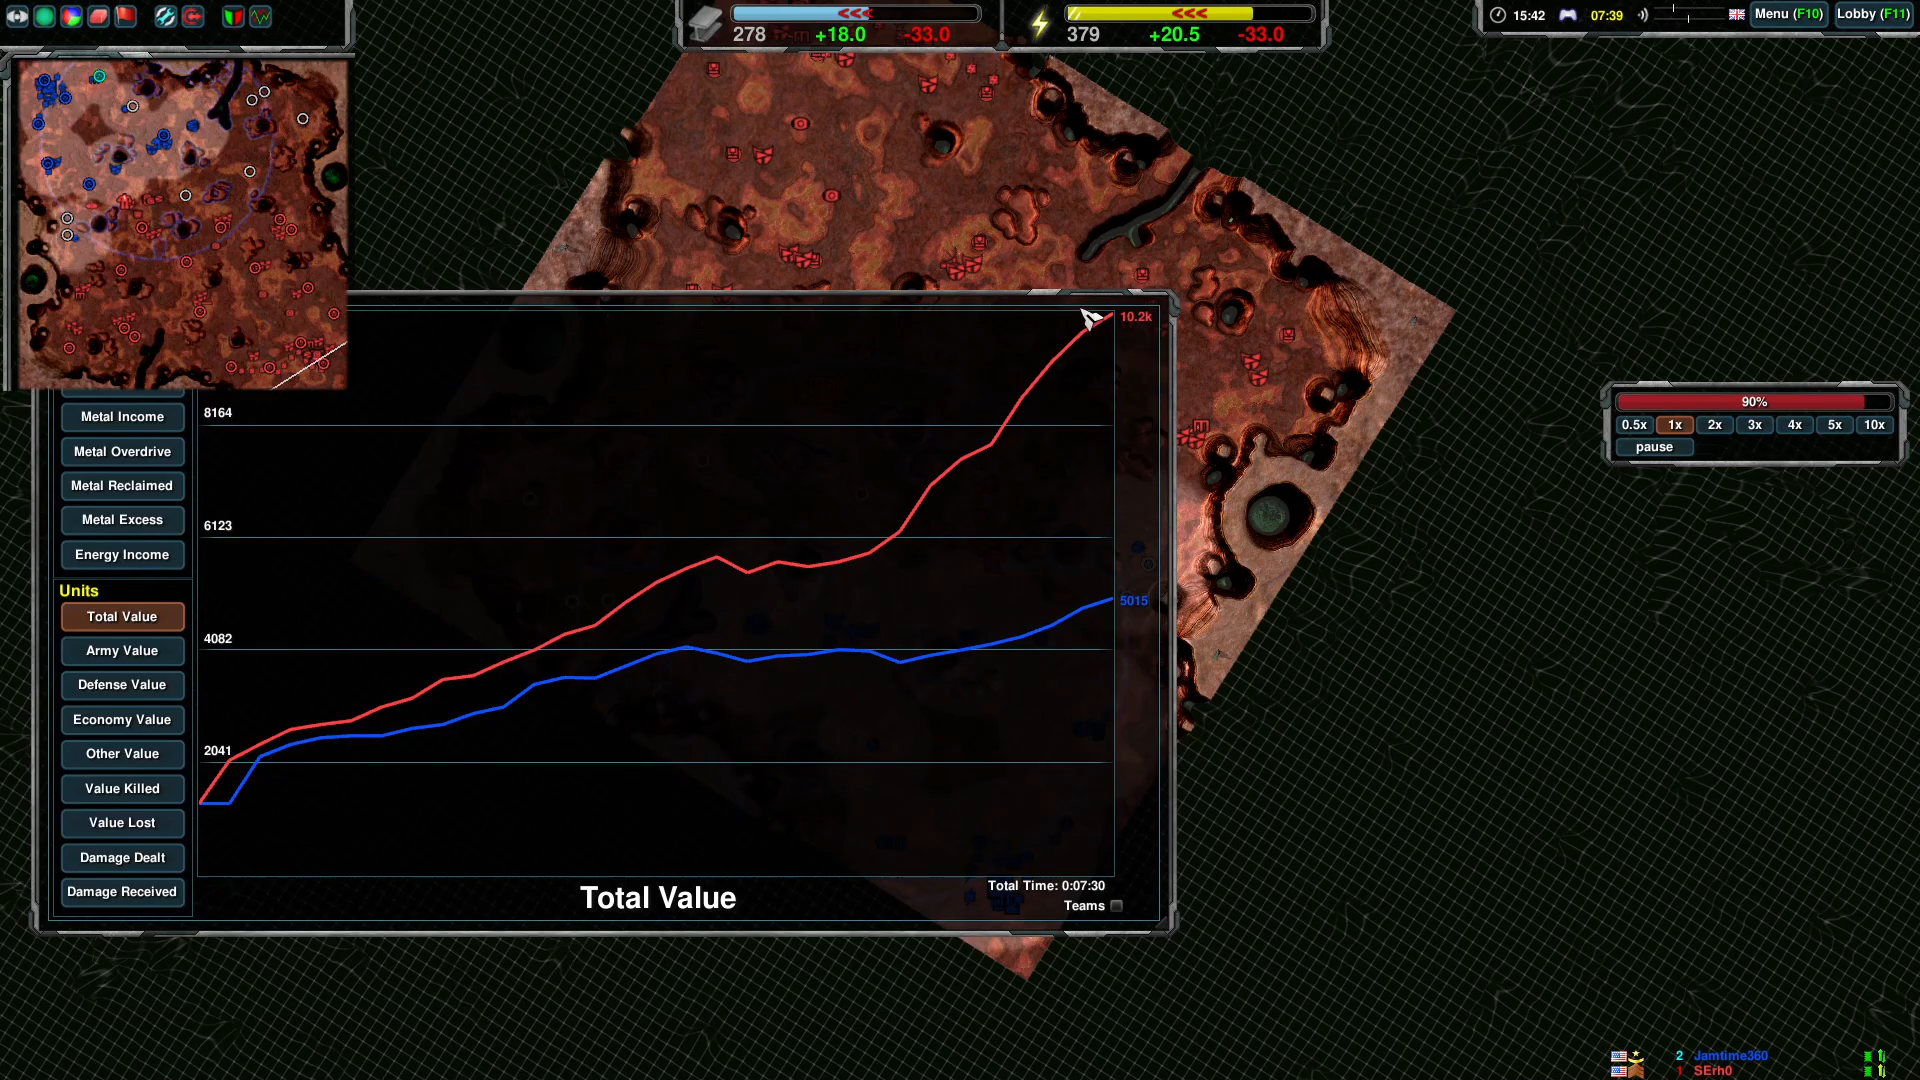 278 +18.0 -33.0
379 +20.5 -33.0
15:42 07:39 Menu (F10) Lobby (F11)
10.2k
90%
0.5x 1x 2x 3x 4x 5x 10x
pause
Metal Income
Metal Overdrive
Metal Reclaimed
Metal Excess
Energy Income
Units
Total Value
Army Value
Defense Value
Economy Value
Other Value
Value Killed
Value Lost
Damage Dealt
Damage Received
8164
6123
4082
2041
5015
Total Value
Total Time: 0:07:30
Teams
2 Jamtime360
1 SErh0